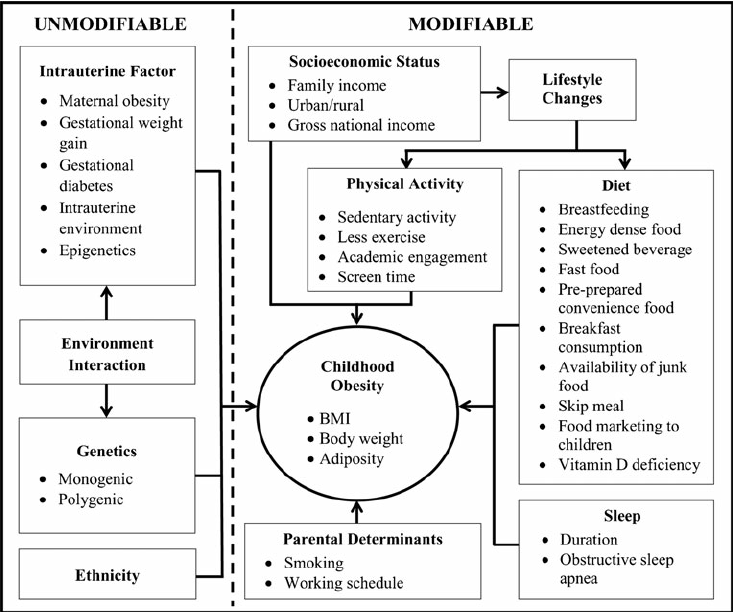 UNMODIFIABLE
MODIFIABLE
Intrauterine Factor
• Maternal obesity
• Gestational weight
gain
• Gestational
diabetes
• Intrauterine
environment
• Epigenetics
Environment
Interaction
Genetics
• Monogenic
• Polygenic
Ethnicity
Socioeconomic Status
• Family income
• Urban/rural
• Gross national income
Lifestyle
Changes
Physical Activity
• Sedentary activity
• Less exercise
• Academic engagement
• Screen time
Diet
• Breastfeeding
• Energy dense food
• Sweetened beverage
• Fast food
• Pre-prepared
convenience food
• Breakfast
consumption
• Availability of junk
food
• Skip meal
• Food marketing to
children
• Vitamin D deficiency
Childhood
Obesity
• BMI
• Body weight
• Adiposity
Parental Determinants
• Smoking
• Working schedule
Sleep
• Duration
• Obstructive sleep
apnea